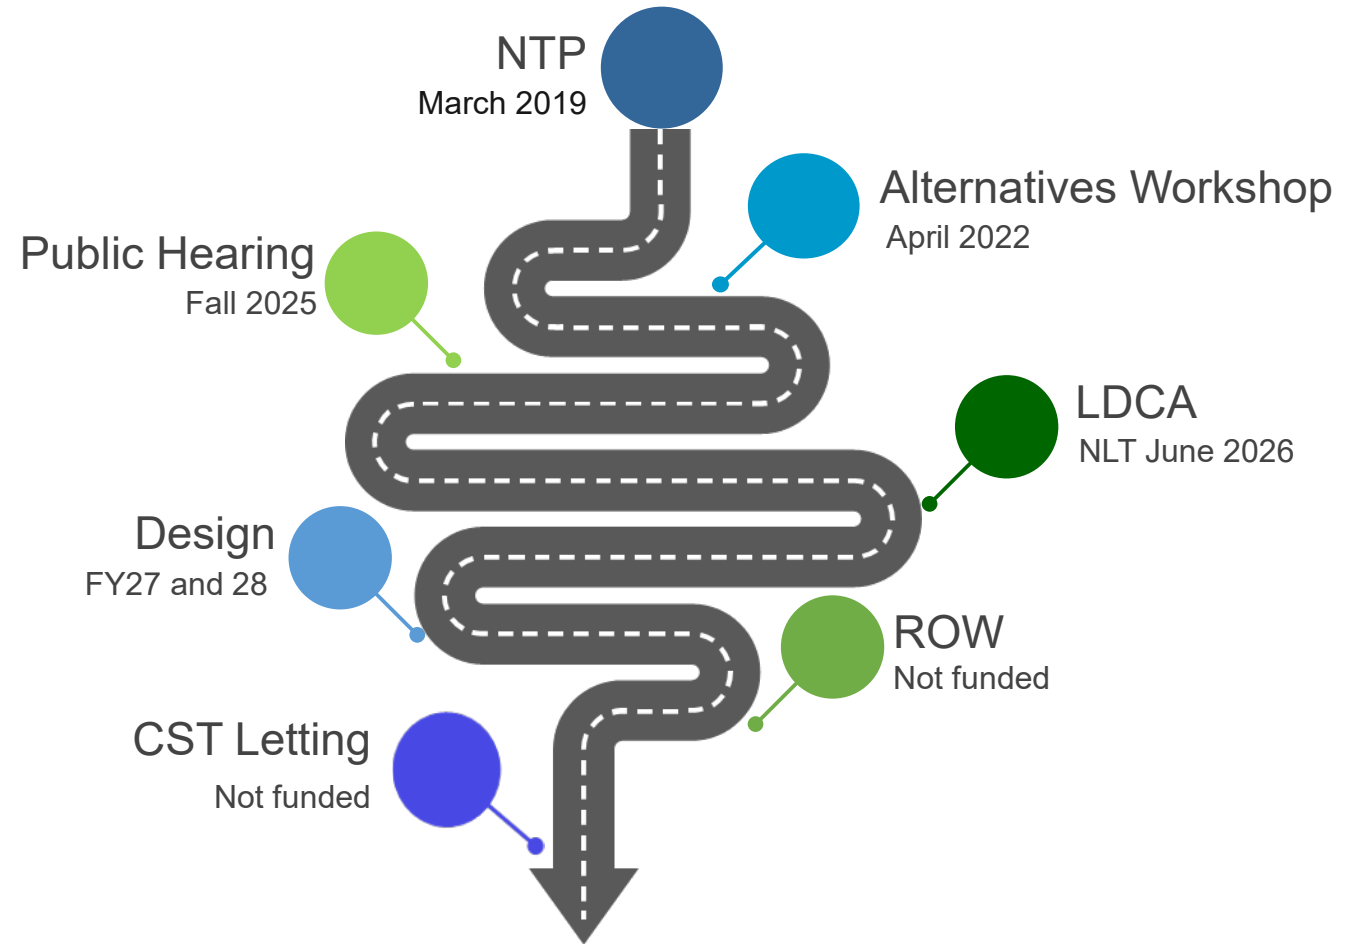 NTP
March 2019
Alternatives Workshop
April 2022
Public Hearing
Fall 2025
LDCA
NLT June 2026
Design
FY27 and 28
ROW
Not funded
CST Letting
Not funded